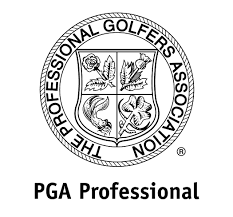 THE PROFESSIONAL GOLFERS ASSOCIATION
®
PGA Professional